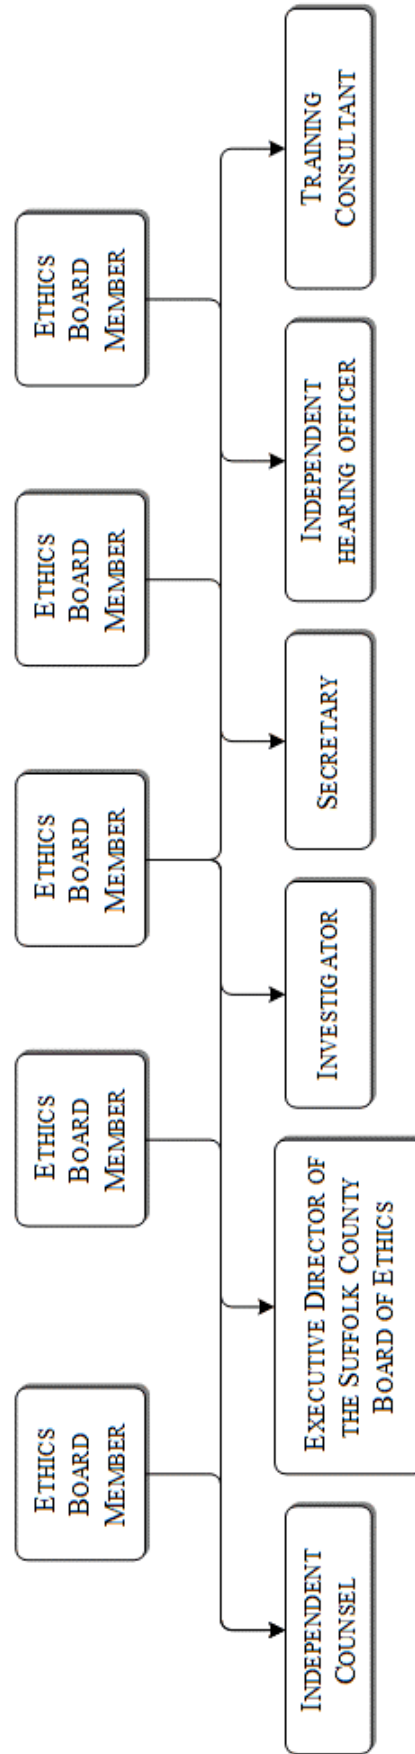 ETHICS
BOARD
MEMBER
ETHICS
BOARD
MEMBER
ETHICS
BOARD
MEMBER
ETHICS
BOARD
MEMBER
ETHICS
BOARD
MEMBER
INDEPENDENT
COUNSEL
EXECUTIVE DIRECTOR OF
THE SUFFOLK COUNTY
BOARD OF ETHICS
INVESTIGATOR
SECRETARY
INDEPENDENT
HEARING OFFICER
TRAINING
CONSULTANT